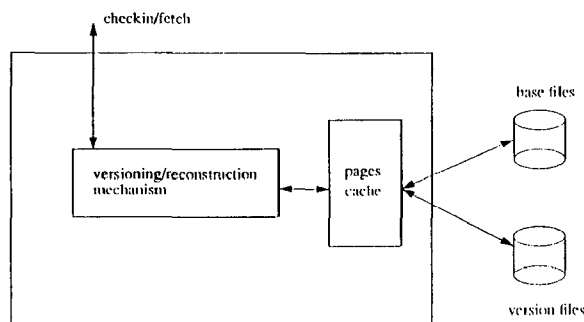 checkin/fetch
base files
versioning/reconstruction
mechanism
pages
cache
version files